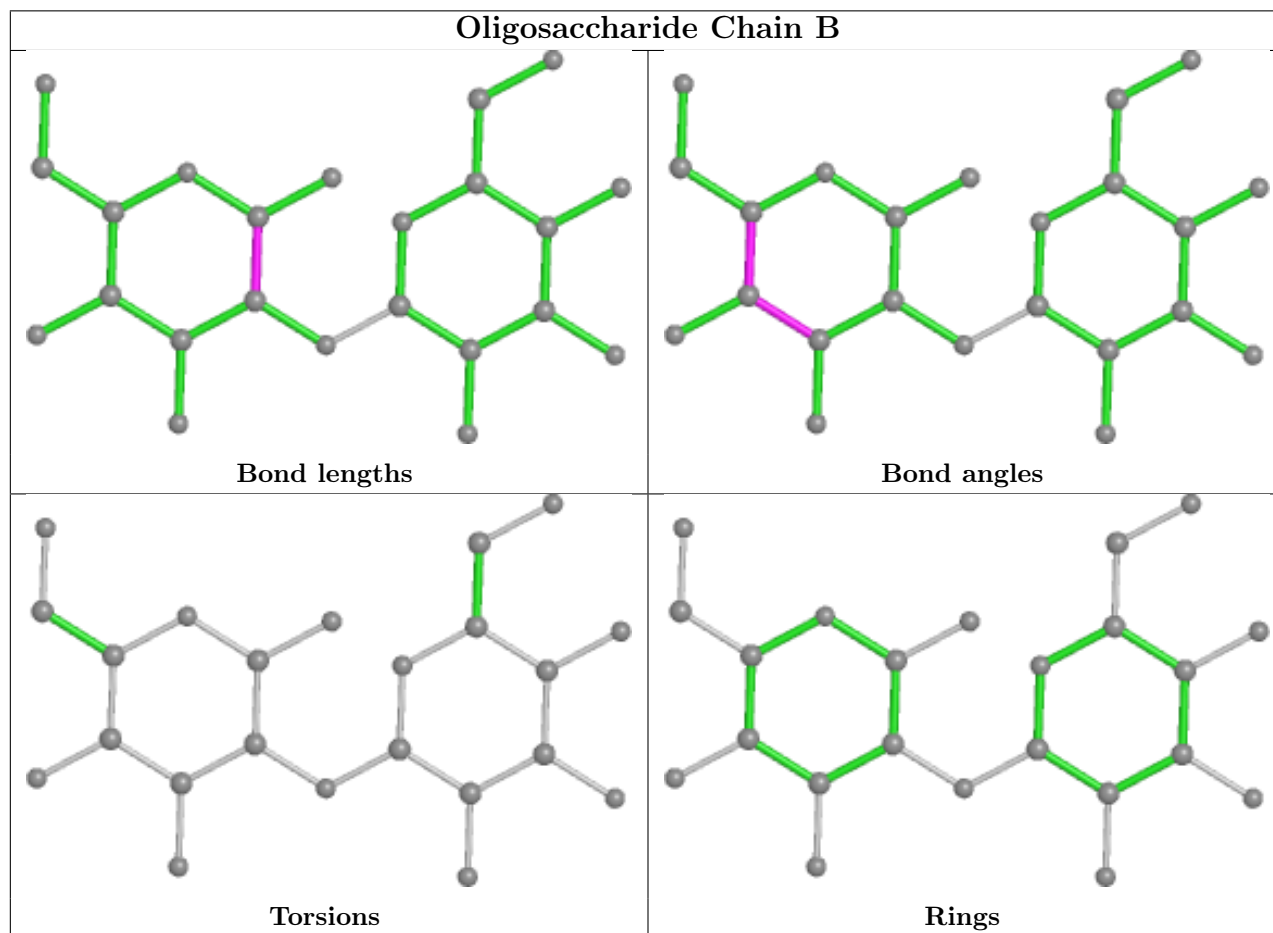 Oligosaccharide Chain B
Bond lengths
Bond angles
Torsions
Rings